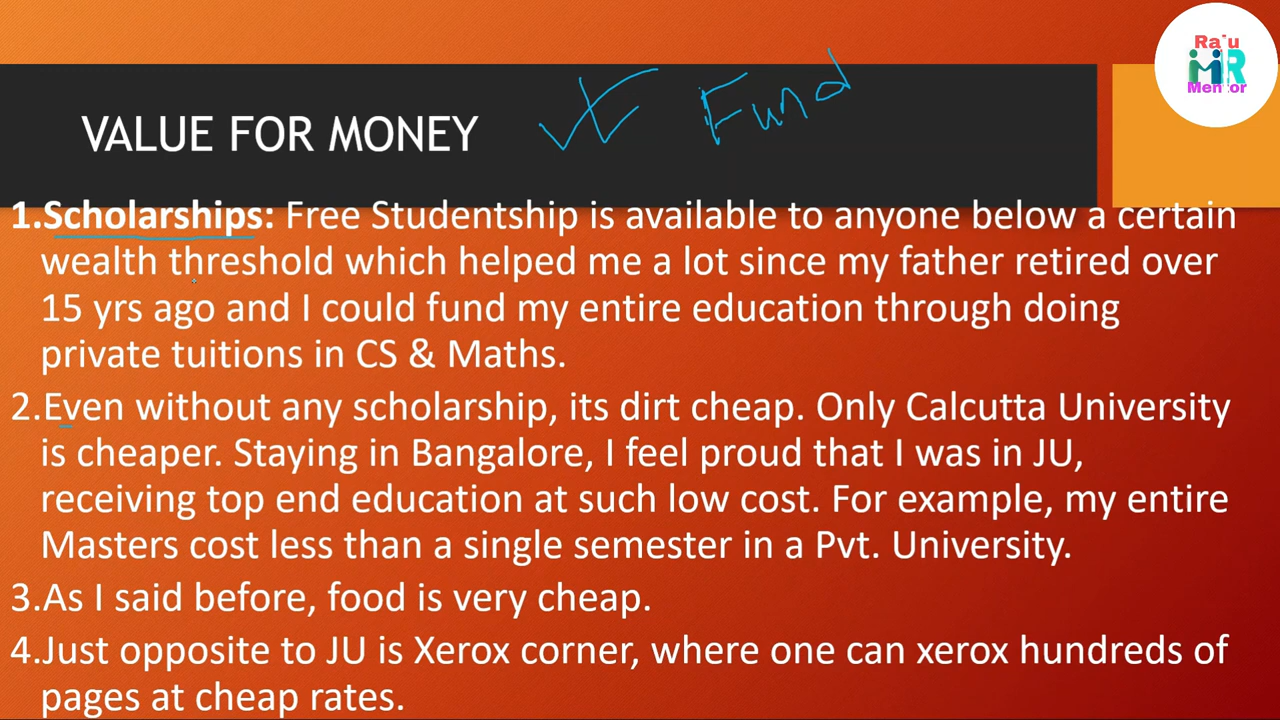 Raju
MR
Mentor
VALUE FOR MONEY
Fund
1.Scholarships: Free Studentship is available to anyone below a certain
wealth threshold which helped me a lot since my father retired over
15 yrs ago and I could fund my entire education through doing
private tuitions in CS & Maths.
2.Even without any scholarship, its dirt cheap. Only Calcutta University
is cheaper. Staying in Bangalore, I feel proud that I was in JU,
receiving top end education at such low cost. For example, my entire
Masters cost less than a single semester in a Pvt. University.
3.As I said before, food is very cheap.
4.Just opposite to JU is Xerox corner, where one can xerox hundreds of
pages at cheap rates.